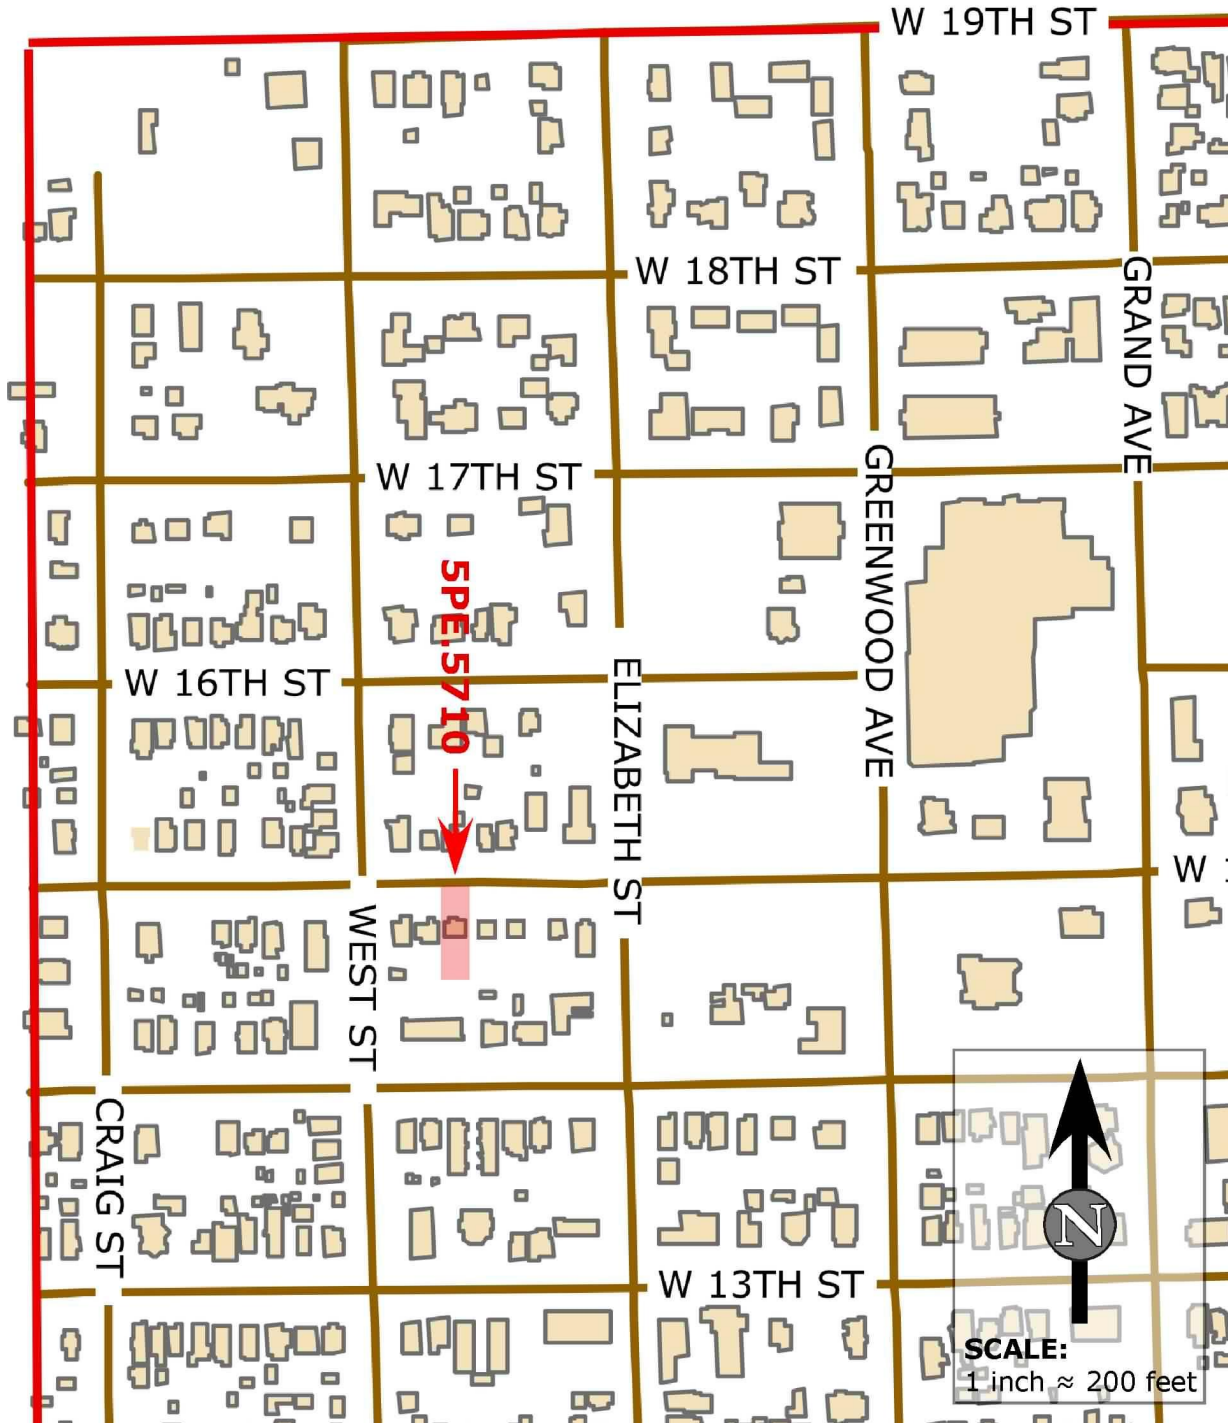 W 19TH ST
W 18TH ST
GRAND AVE
W 17TH ST
GREENWOOD AVE
5PE.5710
W 16TH ST
ELIZABETH ST
W 1
WEST ST
CRAIG ST
N
W 13TH ST
SCALE:
1 inch ≈ 200 feet